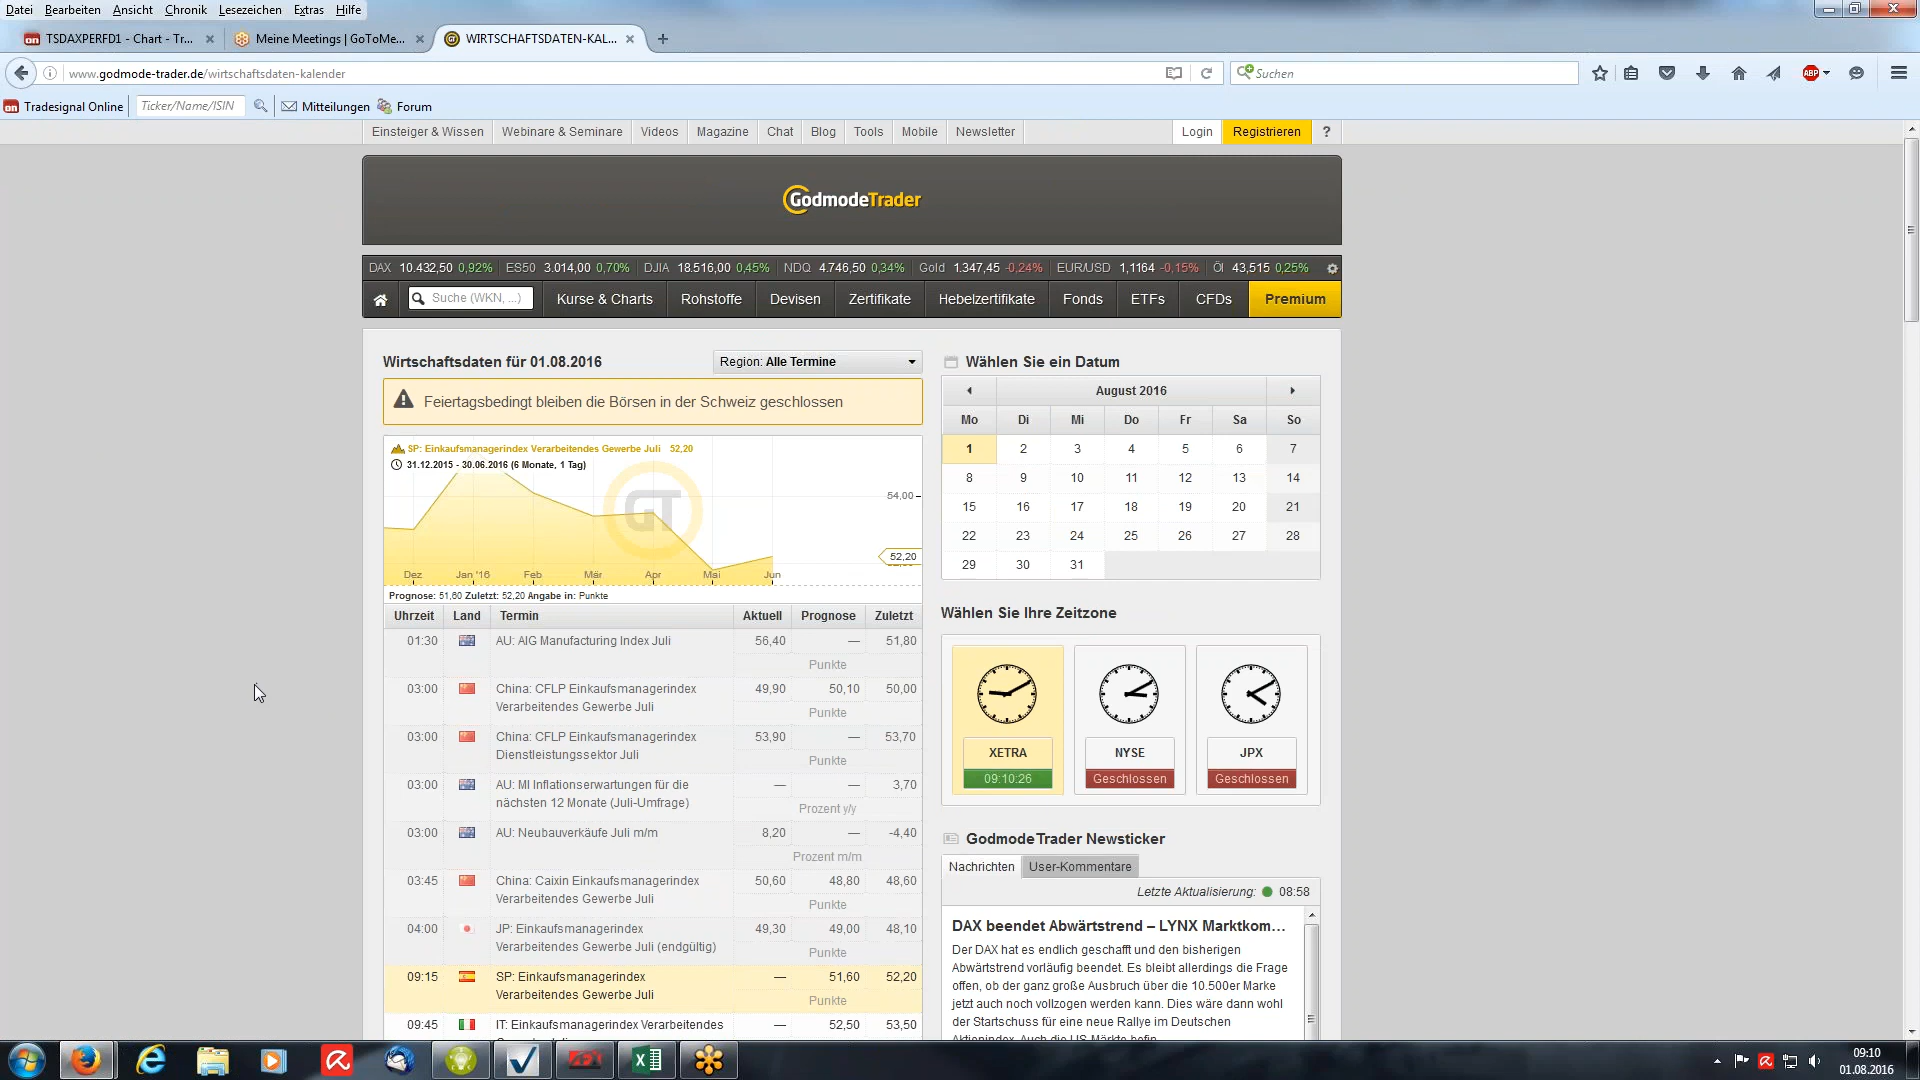 Datei Bearbeiten Ansicht Chronik Lesezeichen Extras Hilfe
TSDAXPERFD1 - Chart - Tr...
Meine Meetings | GoToMe...
WIRTSCHAFTSDATEN-KAL...
www.godmode-trader.de/wirtschaftsdaten-kalender
Suchen
ABP
on Tradesignal Online Ticker/Name/ISIN Mitteilungen Forum
Einsteiger & Wissen Webinare & Seminare Videos Magazine Chat Blog Tools Mobile Newsletter Login Registrieren ?
GodmodeTrader
DAX 10.432,50 0,92% ES50 3.014,00 0,70% DJIA 18.516,00 0,45% NDQ 4.746,50 0,34% Gold 1.347,45 -0,24% EUR/USD 1,1164 -0,15% Öl 43,515 0,25%
Suche (WKN, ...) Kurse & Charts Rohstoffe Devisen Zertifikate Hebelzertifikate Fonds ETFs CFDs Premium
Wirtschaftsdaten für 01.08.2016
Region: Alle Termine
Feiertagsbedingt bleiben die Börsen in der Schweiz geschlossen
SP: Einkaufsmanagerindex Verarbeitendes Gewerbe Juli 52,20
31.12.2015 - 30.06.2016 (6 Monate, 1 Tag)
GT
54,00
52,20
Dez Jan '16 Feb Mär Apr Mai Jun
Prognose: 51,60 Zuletzt: 52,20 Angabe in: Punkte
Uhrzeit Land Termin Aktuell Prognose Zuletzt
01:30 AU: AIG Manufacturing Index Juli 56,40 — 51,80
Punkte
03:00 China: CFLP Einkaufsmanagerindex 49,90 50,10 50,00
Verarbeitendes Gewerbe Juli Punkte
03:00 China: CFLP Einkaufsmanagerindex 53,90 — 53,70
Dienstleistungssektor Juli Punkte
03:00 AU: MI Inflationserwartungen für die — — 3,70
nächsten 12 Monate (Juli-Umfrage) Prozent y/y
03:00 AU: Neubauverkäufe Juli m/m 8,20 — -4,40
Prozent m/m
03:45 China: Caixin Einkaufsmanagerindex 50,60 48,80 48,60
Verarbeitendes Gewerbe Juli Punkte
04:00 JP: Einkaufsmanagerindex 49,30 49,00 48,10
Verarbeitendes Gewerbe Juli (endgültig) Punkte
09:15 SP: Einkaufsmanagerindex — 51,60 52,20
Verarbeitendes Gewerbe Juli Punkte
09:45 IT: Einkaufsmanagerindex Verarbeitendes — 52,50 53,50
Wählen Sie ein Datum
August 2016
Mo Di Mi Do Fr Sa So
1 2 3 4 5 6 7
8 9 10 11 12 13 14
15 16 17 18 19 20 21
22 23 24 25 26 27 28
29 30 31
Wählen Sie Ihre Zeitzone
XETRA NYSE JPX
09:10:26 Geschlossen Geschlossen
GodmodeTrader Newsticker
Nachrichten User-Kommentare
Letzte Aktualisierung: 08:58
DAX beendet Abwärtstrend – LYNX Marktkom...
Der DAX hat es endlich geschafft und den bisherigen
Abwärtstrend vorläufig beendet. Es bleibt allerdings die Frage
offen, ob der ganz große Ausbruch über die 10.500er Marke
jetzt auch noch vollzogen werden kann. Dies wäre dann wohl
der Startschuss für eine neue Rallye im Deutschen
09:10
01.08.2016